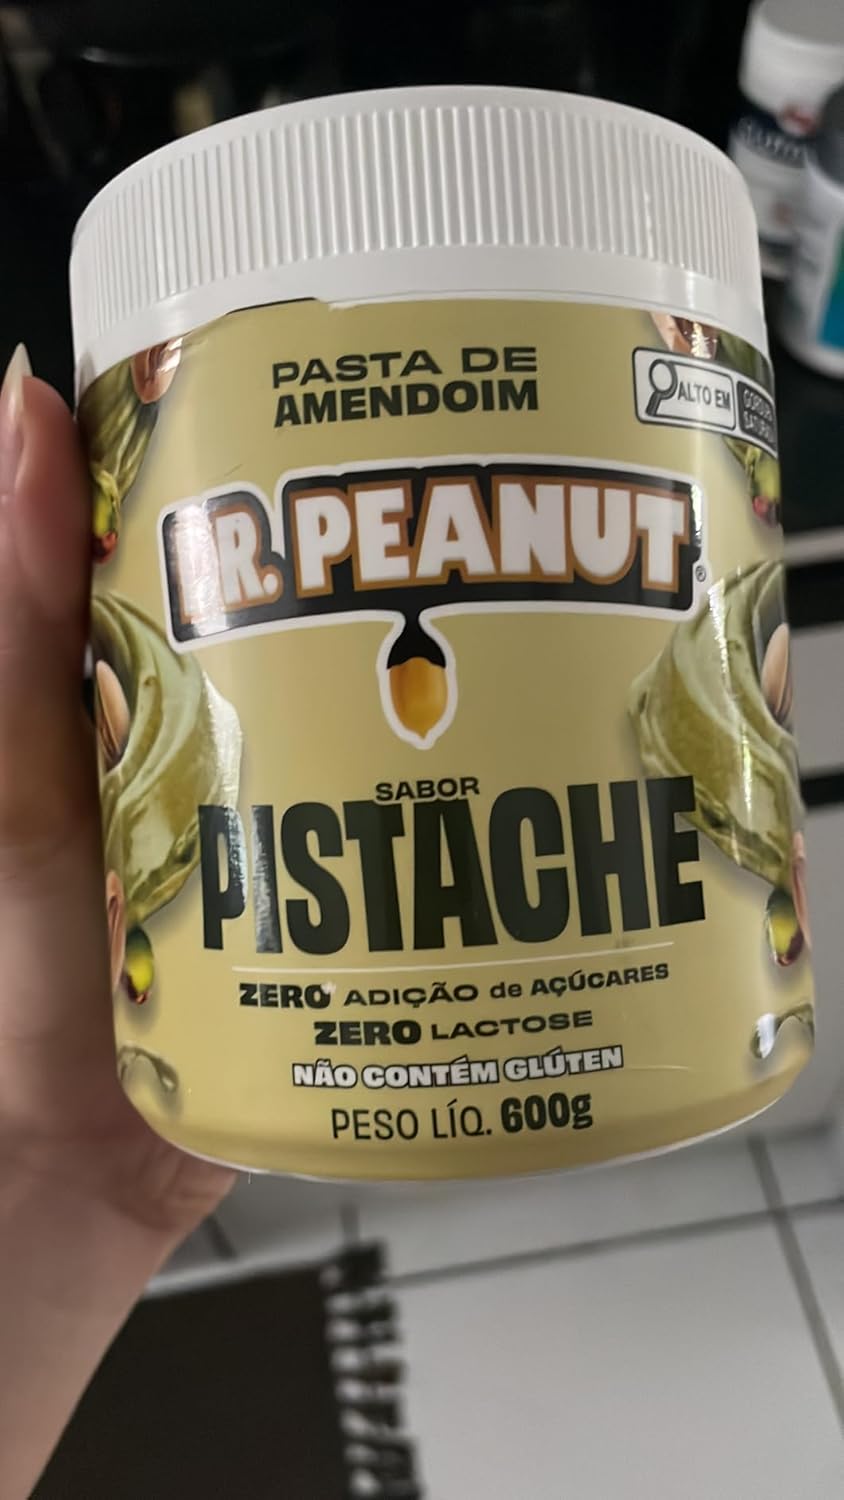 PASTA DE
AMENDOIM
ALTO EM
DR. PEANUT
®
SABOR
PISTACHE
ZERO ADIÇÃO de AÇÚCARES
ZERO LACTOSE
NÃO CONTÉM GLÚTEN
PESO LÍQ. 600g